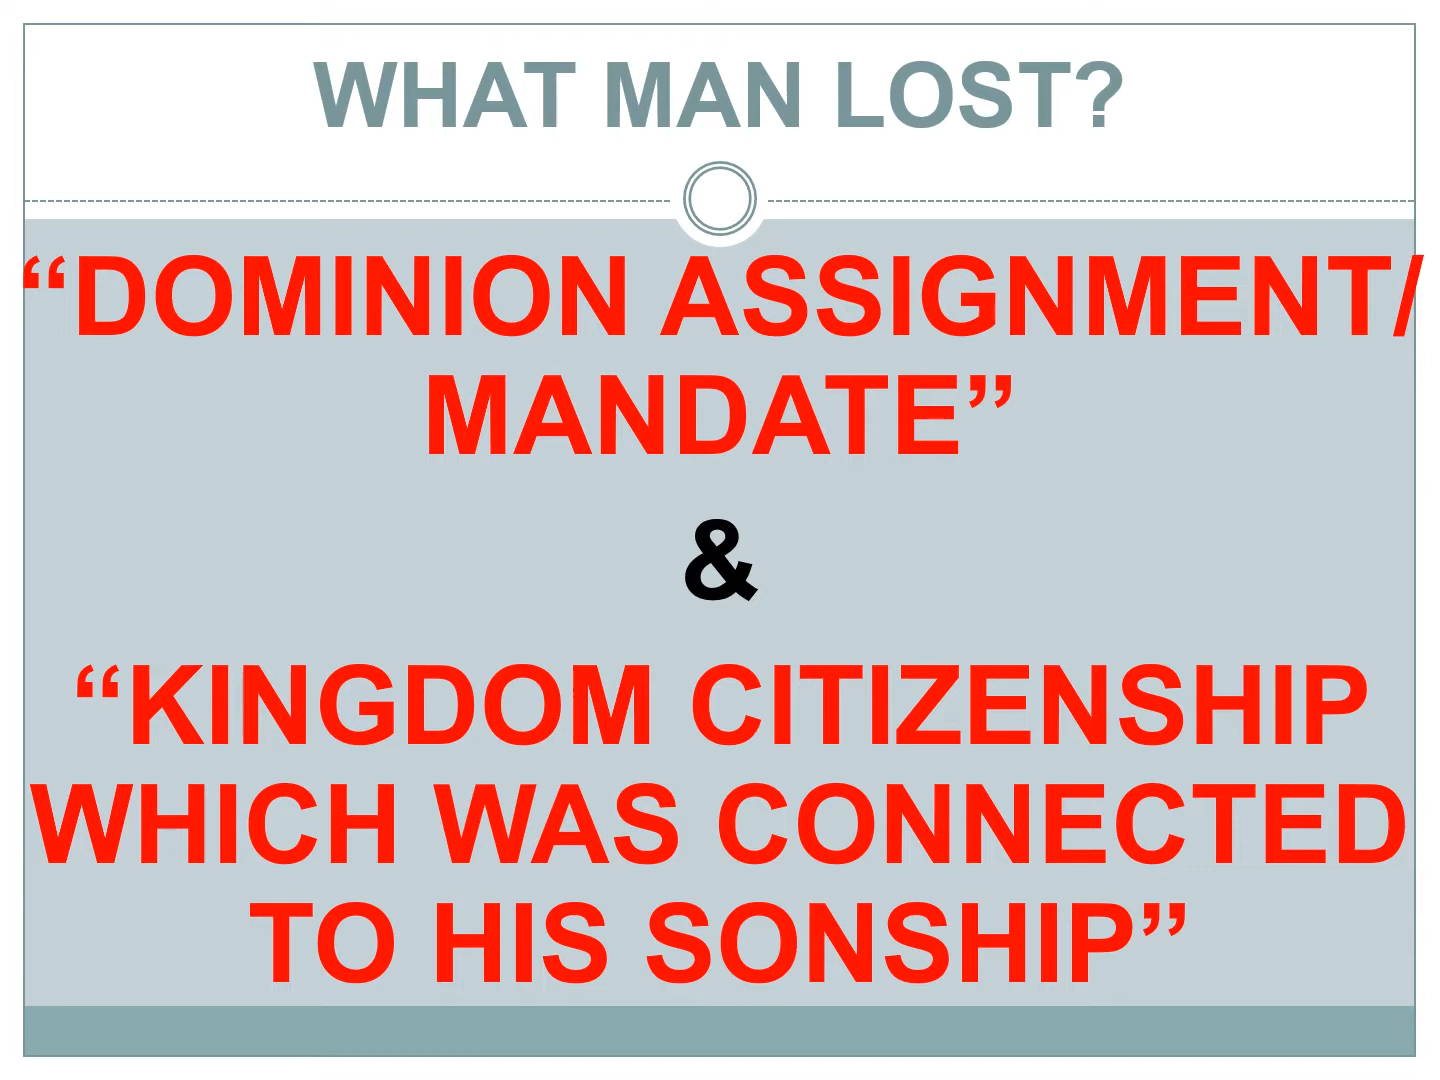 WHAT MAN LOST?
“DOMINION ASSIGNMENT/
MANDATE”
&
“KINGDOM CITIZENSHIP
WHICH WAS CONNECTED
TO HIS SONSHIP”